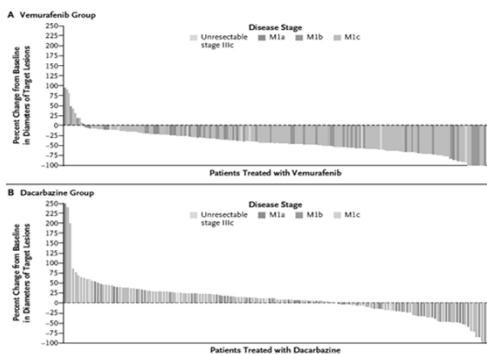 A Vemurafenib Group
Disease Stage
Unresectable stage IIIc M1a M1b M1c
Percent Change from Baseline
in Diameters of Target Lesions
250
225
200
175
150
125
100
75
50
25
0
−25
−50
−75
−100
Patients Treated with Vemurafenib
B Dacarbazine Group
Disease Stage
Unresectable stage IIIc M1a M1b M1c
Percent Change from Baseline
in Diameters of Target Lesions
250
225
200
175
150
125
100
75
50
25
0
−25
−50
−75
−100
Patients Treated with Dacarbazine